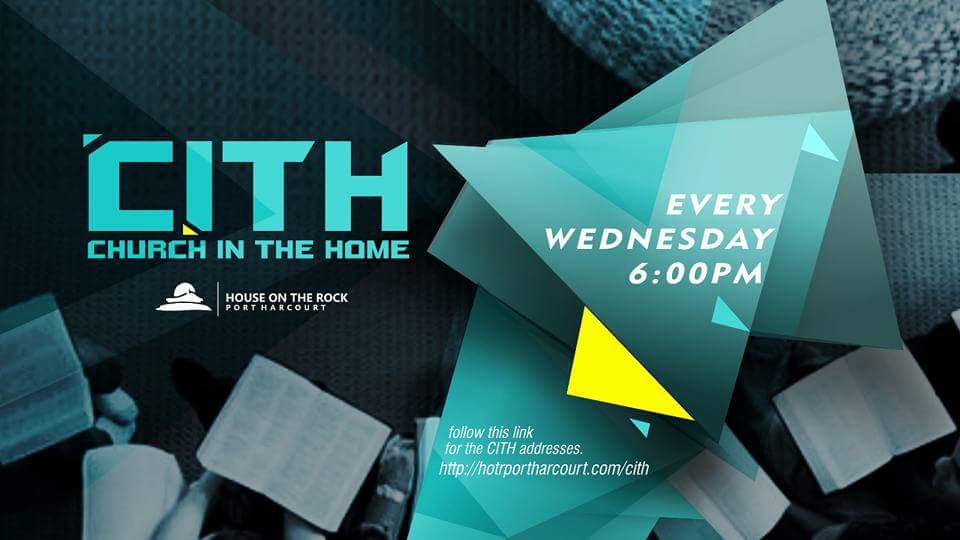 CITH
CHURCH IN THE HOME
HOUSE ON THE ROCK
PORT HARCOURT
EVERY
WEDNESDAY
6:00PM
follow this link
for the CITH addresses.
http://hotrportharcourt.com/cith